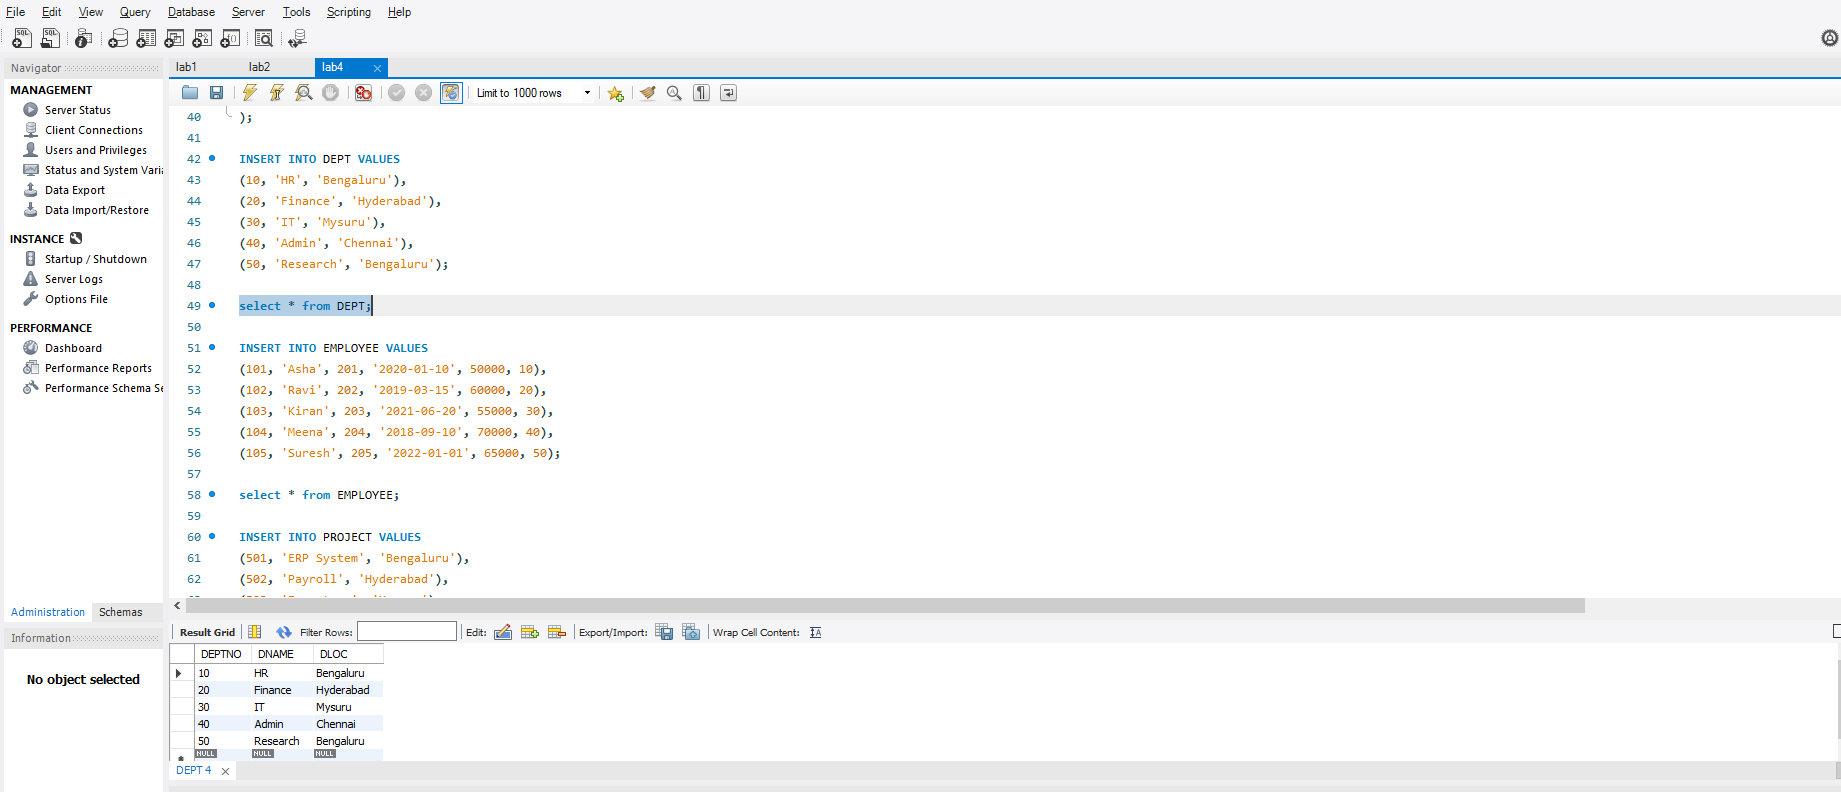 File Edit View Query Database Server Tools Scripting Help
Navigator
MANAGEMENT
Server Status
Client Connections
Users and Privileges
Status and System Varia
Data Export
Data Import/Restore
INSTANCE
Startup / Shutdown
Server Logs
Options File
PERFORMANCE
Dashboard
Performance Reports
Performance Schema Se
Administration Schemas
Information
No object selected
lab1 lab2 lab4
Limit to 1000 rows
40 );
41
42 INSERT INTO DEPT VALUES
43 (10, 'HR', 'Bengaluru'),
44 (20, 'Finance', 'Hyderabad'),
45 (30, 'IT', 'Mysuru'),
46 (40, 'Admin', 'Chennai'),
47 (50, 'Research', 'Bengaluru');
48
49 select * from DEPT;
50
51 INSERT INTO EMPLOYEE VALUES
52 (101, 'Asha', 201, '2020-01-10', 50000, 10),
53 (102, 'Ravi', 202, '2019-03-15', 60000, 20),
54 (103, 'Kiran', 203, '2021-06-20', 55000, 30),
55 (104, 'Meena', 204, '2018-09-10', 70000, 40),
56 (105, 'Suresh', 205, '2022-01-01', 65000, 50);
57
58 select * from EMPLOYEE;
59
60 INSERT INTO PROJECT VALUES
61 (501, 'ERP System', 'Bengaluru'),
62 (502, 'Payroll', 'Hyderabad'),
Result Grid Filter Rows: Edit: Export/Import: Wrap Cell Content:
DEPTNO DNAME DLOC
10 HR Bengaluru
20 Finance Hyderabad
30 IT Mysuru
40 Admin Chennai
50 Research Bengaluru
NULL NULL NULL
DEPT 4